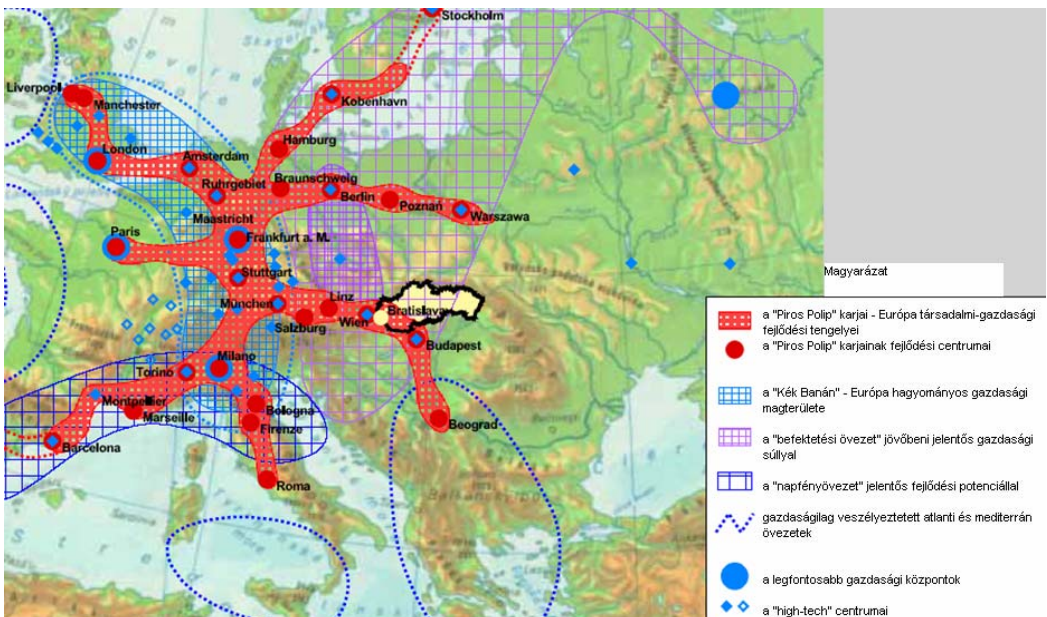 Stockholm
Liverpool
Manchester
Kobenhavn
London
Hamburg
Amsterdam
Ruhrgebiet
Braunschweig
Berlin
Poznań
Warszawa
Maastricht
Paris
Frankfurt a. M.
Stuttgart
München
Linz
Salzburg
Wien
Bratislava
Budapest
Milano
Torino
Montpellier
Marseille
Bologna
Firenze
Beograd
Barcelona
Roma
Magyarázat
a "Piros Polip" karjai - Európa társadalmi-gazdasági
fejlődési tengelyei
a "Piros Polip" karjainak fejlődési centrumai
a "Kék Banán" - Európa hagyományos gazdasági
magterülete
a "befektetési övezet" jövőbeni jelentős gazdasági
súllyal
a "napfényövezet" jelentős fejlődési potenciállal
gazdaságilag veszélyeztetett atlanti és mediterrán
övezetek
a legfontosabb gazdasági központok
a "high-tech" centrumai